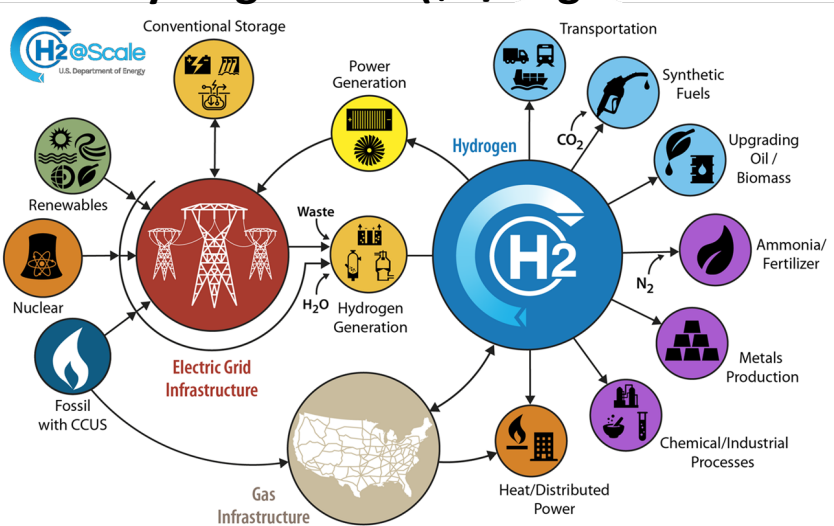 H2@Scale
U.S. Department of Energy
Conventional Storage
Power
Generation
Hydrogen
Transportation
Synthetic
Fuels
CO2
Upgrading
Oil /
Biomass
Renewables
Waste
H2
Ammonia/
Fertilizer
N2
Nuclear
H2O
Hydrogen
Generation
Electric Grid
Infrastructure
Metals
Production
Fossil
with CCUS
Chemical/Industrial
Processes
Gas
Infrastructure
Heat/Distributed
Power